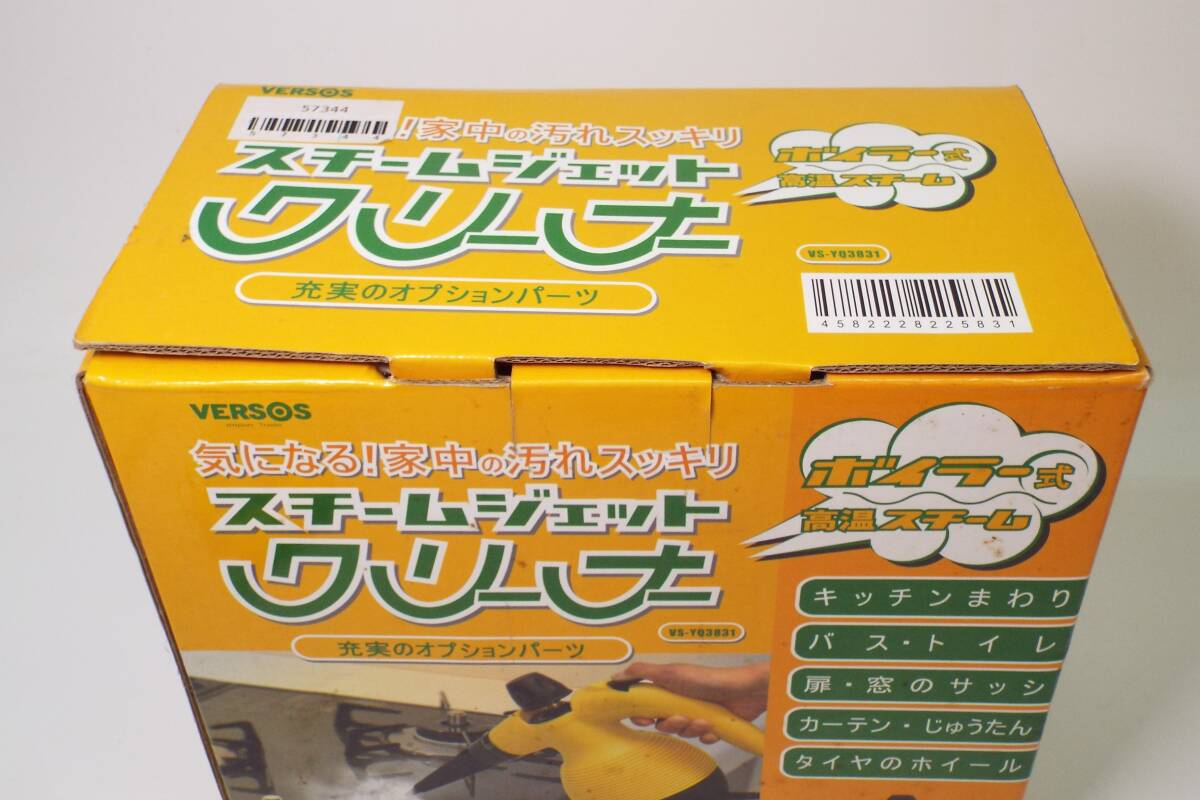 VERSOS
57344
5 7 3 4 4
!家中の汚れスッキリ
スチームジェット
クリーナー
充実のオプションパーツ
ボイラー式
高温スチーム
VS-YQ3831
4582228225831
VERSOS
気になる!家中の汚れスッキリ
スチームジェット
クリーナー
VS-YQ3831
充実のオプションパーツ
ボイラー式
高温スチーム
キッチンまわり
バス・トイレ
扉・窓のサッシ
カーテン・じゅうたん
タイヤのホイール